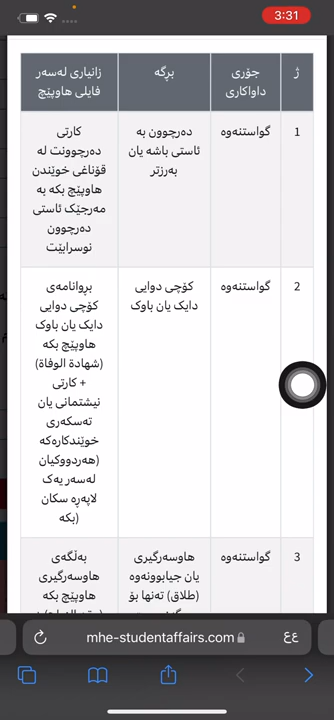 3:31
ژ
جۆری داواکاری
بڕگە
زانیاری لەسەر فایلی هاوپێچ
1
گواستنەوە
دەرچوون بە
ئاستی باشە یان
بەرزتر
کارتی
دەرچوونت لە
قۆناغی خوێندن
هاوپێچ بکە بە
مەرجێک ئاستی
دەرچوون
نوسرابێت
2
گواستنەوە
کۆچی دوایی
دایک یان باوک
بڕوانامەی
کۆچی دوایی
دایک یان باوک
هاوپێچ بکە
(شهادة الوفاة)
+ کارتی
نیشتمانی یان
تەسکەری
خوێندکارەکە
(هەردووکیان
لەسەر یەک
لاپەڕە سکان
بکە)
3
گواستنەوە
هاوسەرگیری
یان جیابوونەوە
(طلاق) تەنها بۆ
بەڵگەی
هاوسەرگیری
هاوپێچ بکە
mhe-studentaffairs.com
عع